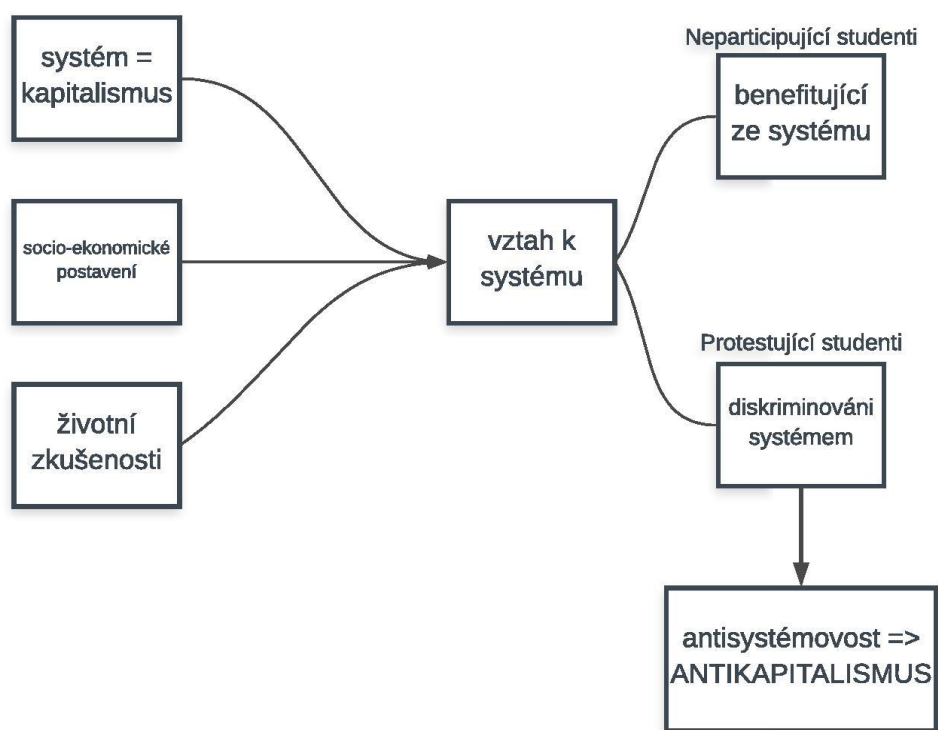 systém =
kapitalismus
socio-ekonomické
postavení
životní
zkušenosti
vztah k
systému
Neparticipující studenti
benefitující
ze systému
Protestující studenti
diskriminováni
systémem
antisystémovost =>
ANTIKAPITALISMUS